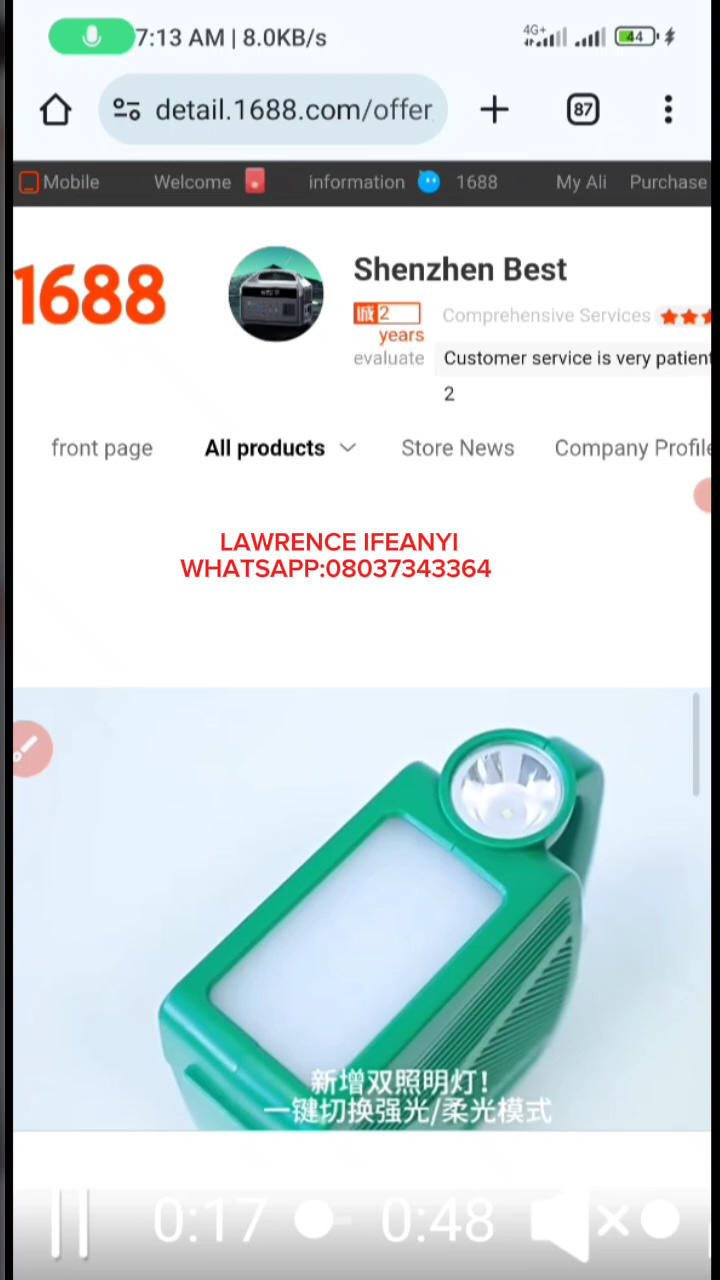 7:13 AM | 8.0KB/s 4G+ 44
detail.1688.com/offer 87
Mobile Welcome information 1688 My Ali Purchase
1688
Shenzhen Best
诚 2 years
Comprehensive Services
evaluate Customer service is very patient
2
front page All products Store News Company Profile
LAWRENCE IFEANYI
WHATSAPP:08037343364
新增双照明灯!
一键切换强光/柔光模式
0:17 0:48